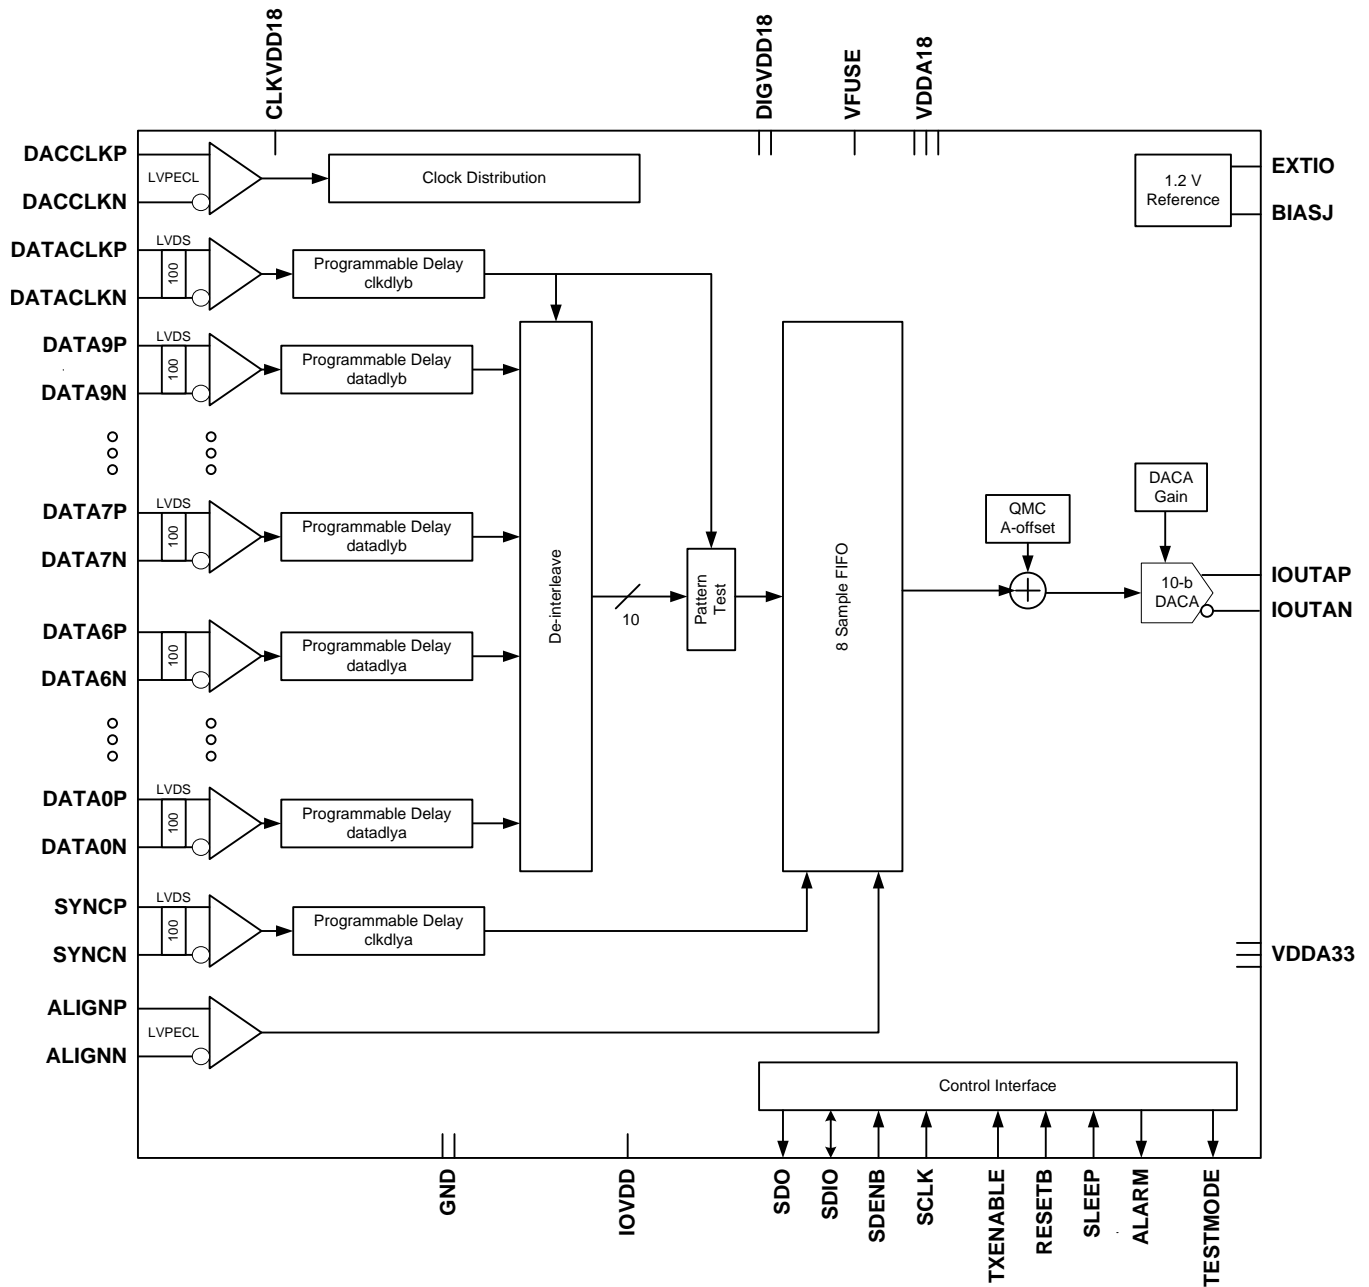 CLKVDD18
DIGVDD18
VFUSE
VDDA18
DACCLKP
LVPECL
DACCLKN
Clock Distribution
1.2 V
Reference
EXTIO
BIASJ
DATACLKP
LVDS
100
DATACLKN
Programmable Delay
clkdlyb
DATA9P
LVDS
100
DATA9N
Programmable Delay
datadlyb
DATA7P
LVDS
100
DATA7N
Programmable Delay
datadlyb
DATA6P
100
DATA6N
Programmable Delay
datadlya
DATA0P
LVDS
100
DATA0N
Programmable Delay
datadlya
De-interleave
10
Pattern
Test
8 Sample FIFO
QMC
A-offset
DACA
Gain
10-b
DACA
IOUTAP
IOUTAN
SYNCP
LVDS
100
SYNCN
Programmable Delay
clkdlya
VDDA33
ALIGNP
LVPECL
ALIGNN
Control Interface
GND
IOVDD
SDO
SDIO
SDENB
SCLK
TXENABLE
RESETB
SLEEP
ALARM
TESTMODE